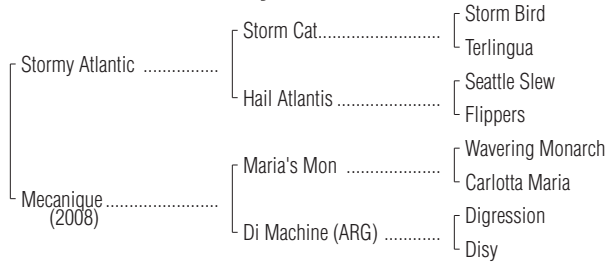 Storm Bird
Storm Cat........................
Terlingua
Stormy Atlantic ...............
Seattle Slew
Hail Atlantis ....................
Flippers
Wavering Monarch
Maria's Mon ..................
Carlotta Maria
Mecanique......................
(2008)
Digression
Di Machine (ARG) ...........
Disy